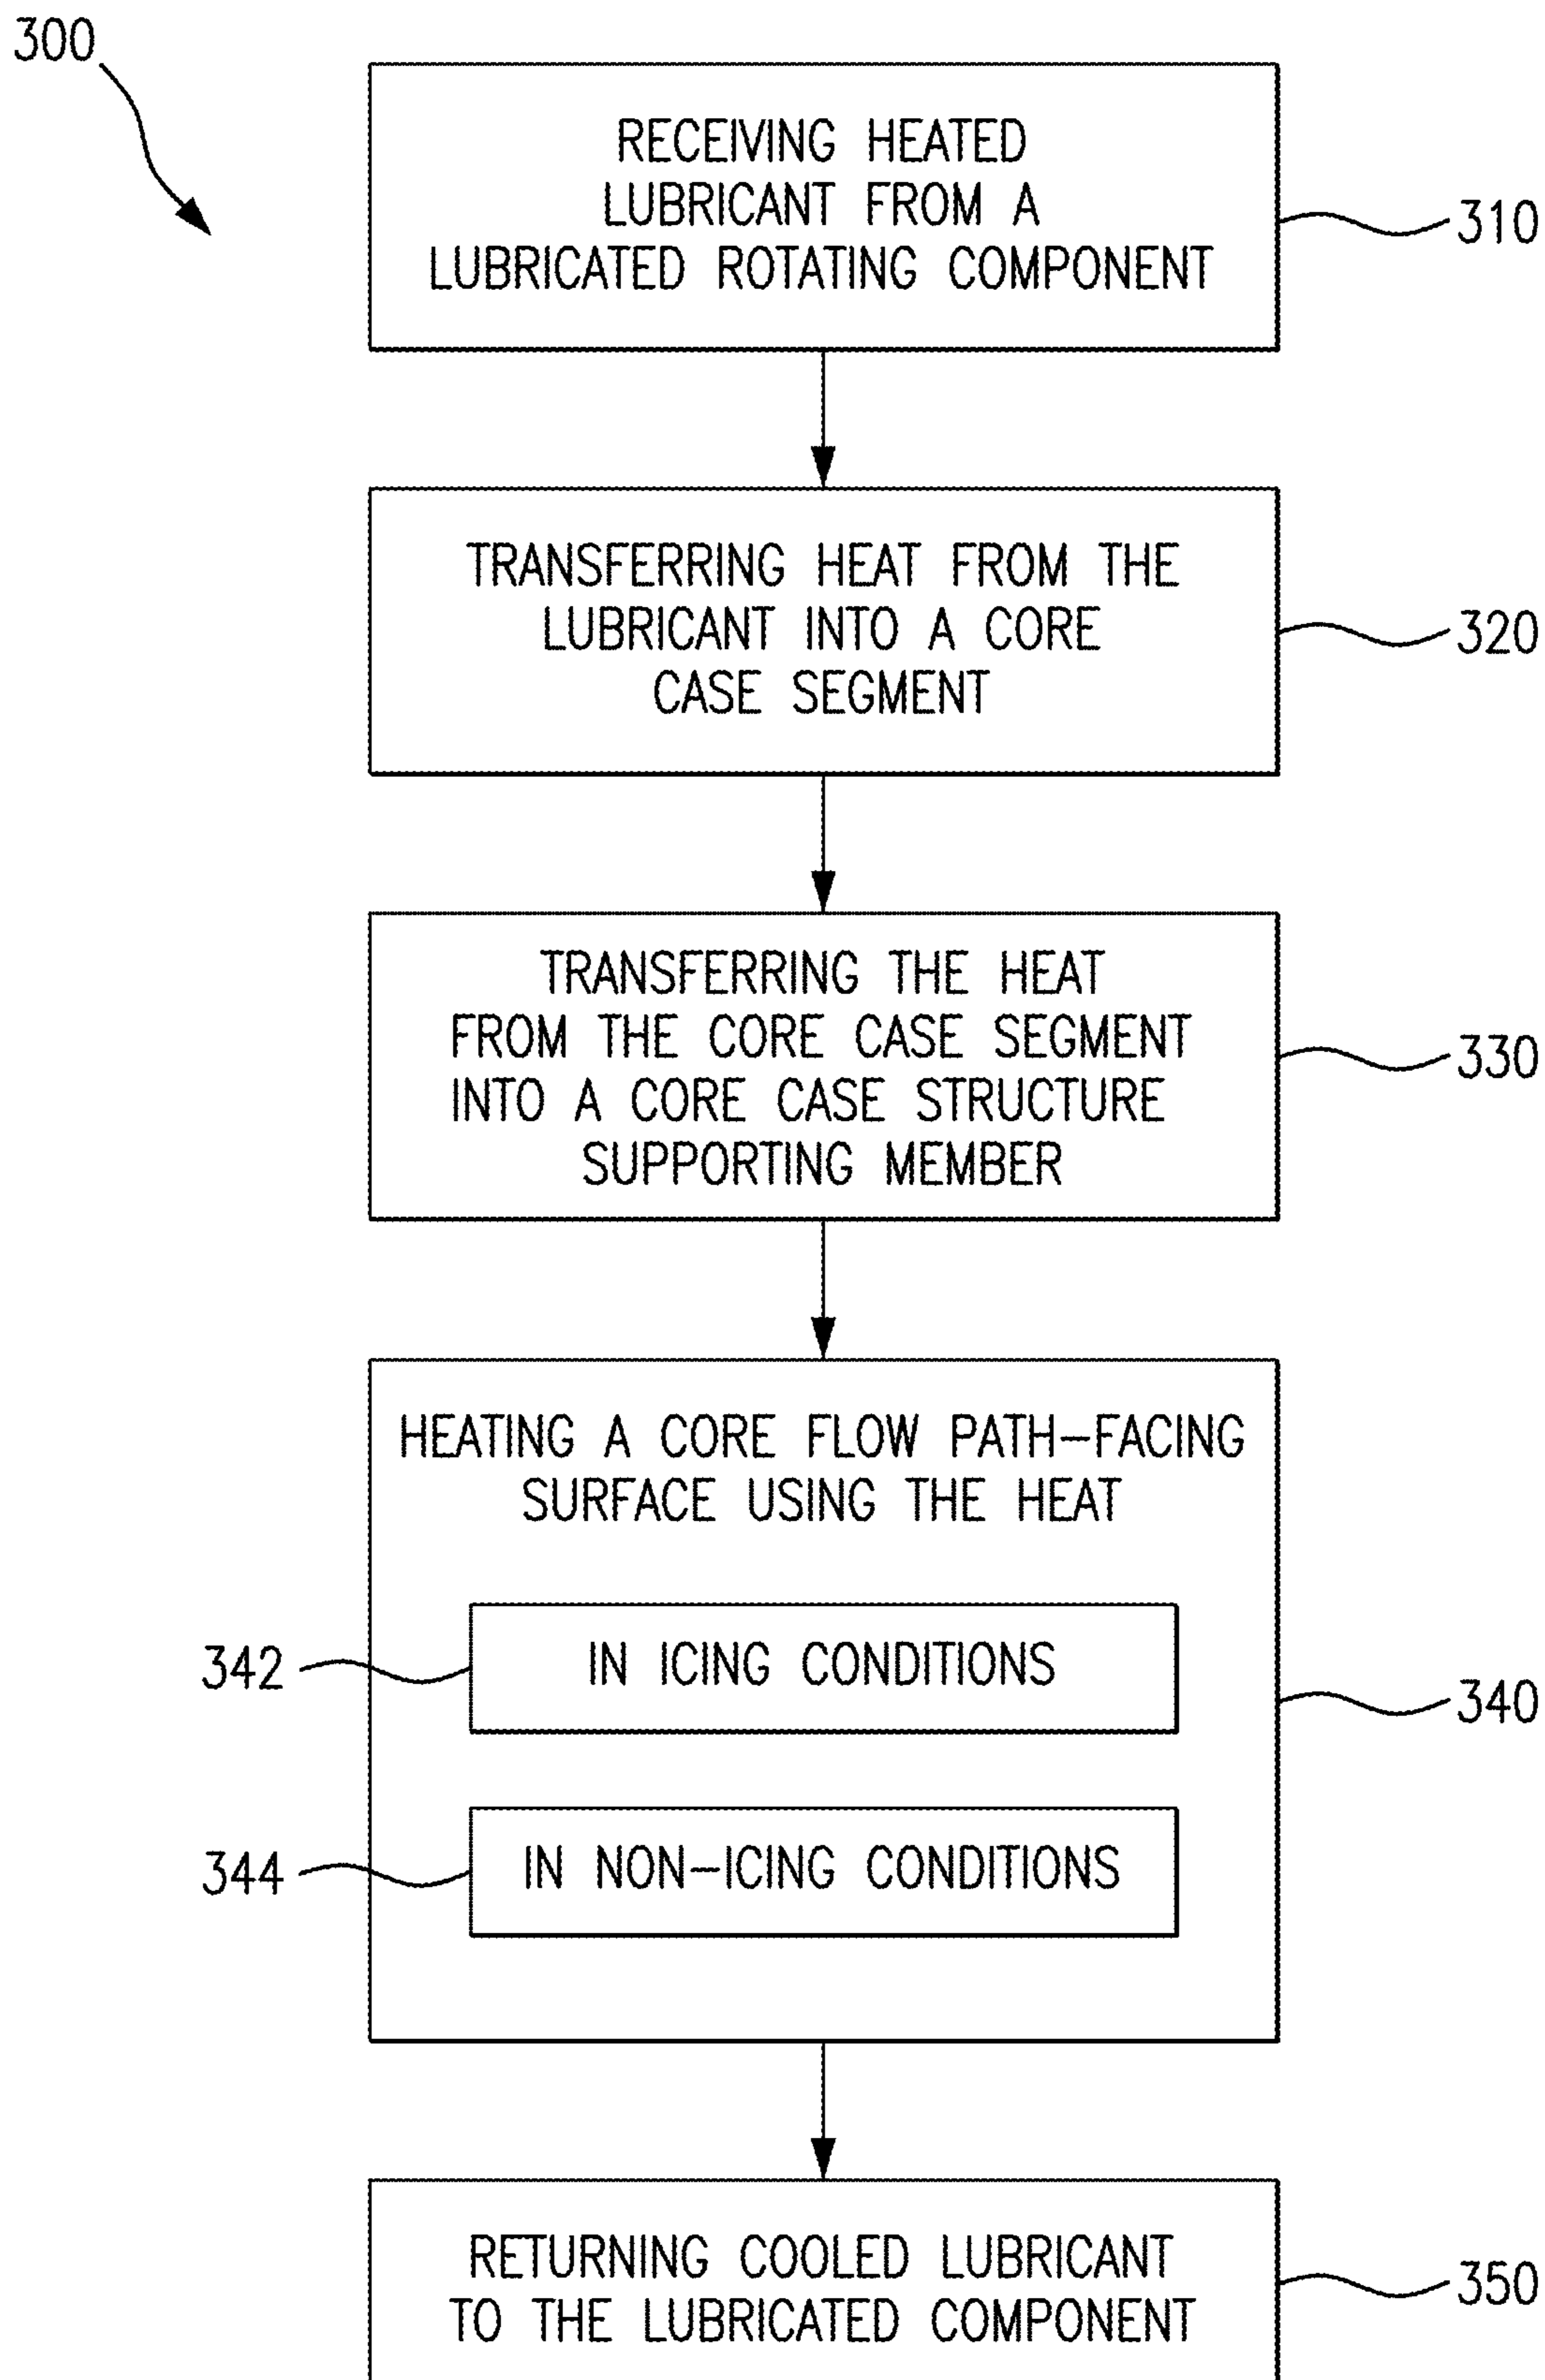 300
RECEIVING HEATED
LUBRICANT FROM A
LUBRICATED ROTATING COMPONENT
310
TRANSFERRING HEAT FROM THE
LUBRICANT INTO A CORE
CASE SEGMENT
320
TRANSFERRING THE HEAT
FROM THE CORE CASE SEGMENT
INTO A CORE CASE STRUCTURE
SUPPORTING MEMBER
330
HEATING A CORE FLOW PATH-FACING
SURFACE USING THE HEAT
342
IN ICING CONDITIONS
340
344
IN NON-ICING CONDITIONS
RETURNING COOLED LUBRICANT
TO THE LUBRICATED COMPONENT
350